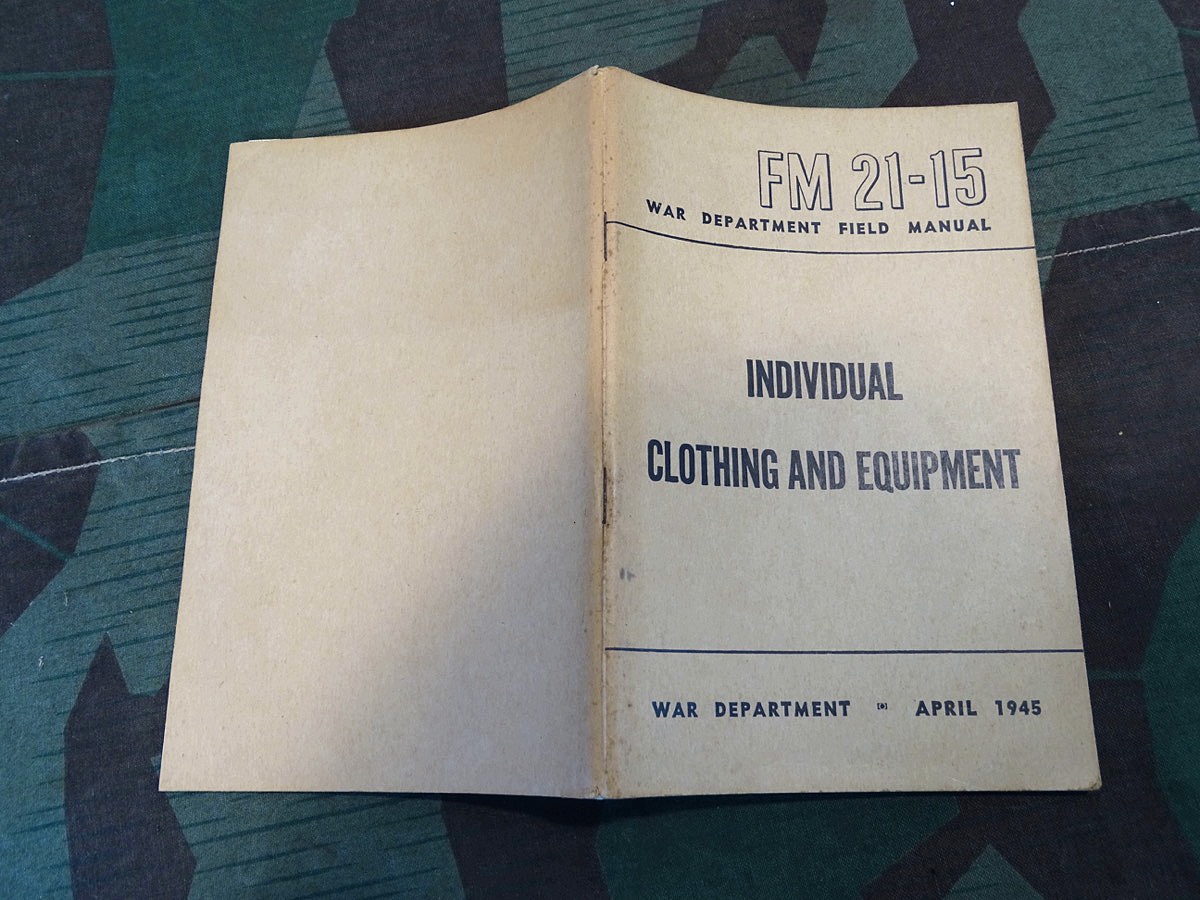 FM 21-15
WAR DEPARTMENT FIELD MANUAL
INDIVIDUAL
CLOTHING AND EQUIPMENT
WAR DEPARTMENT APRIL 1945